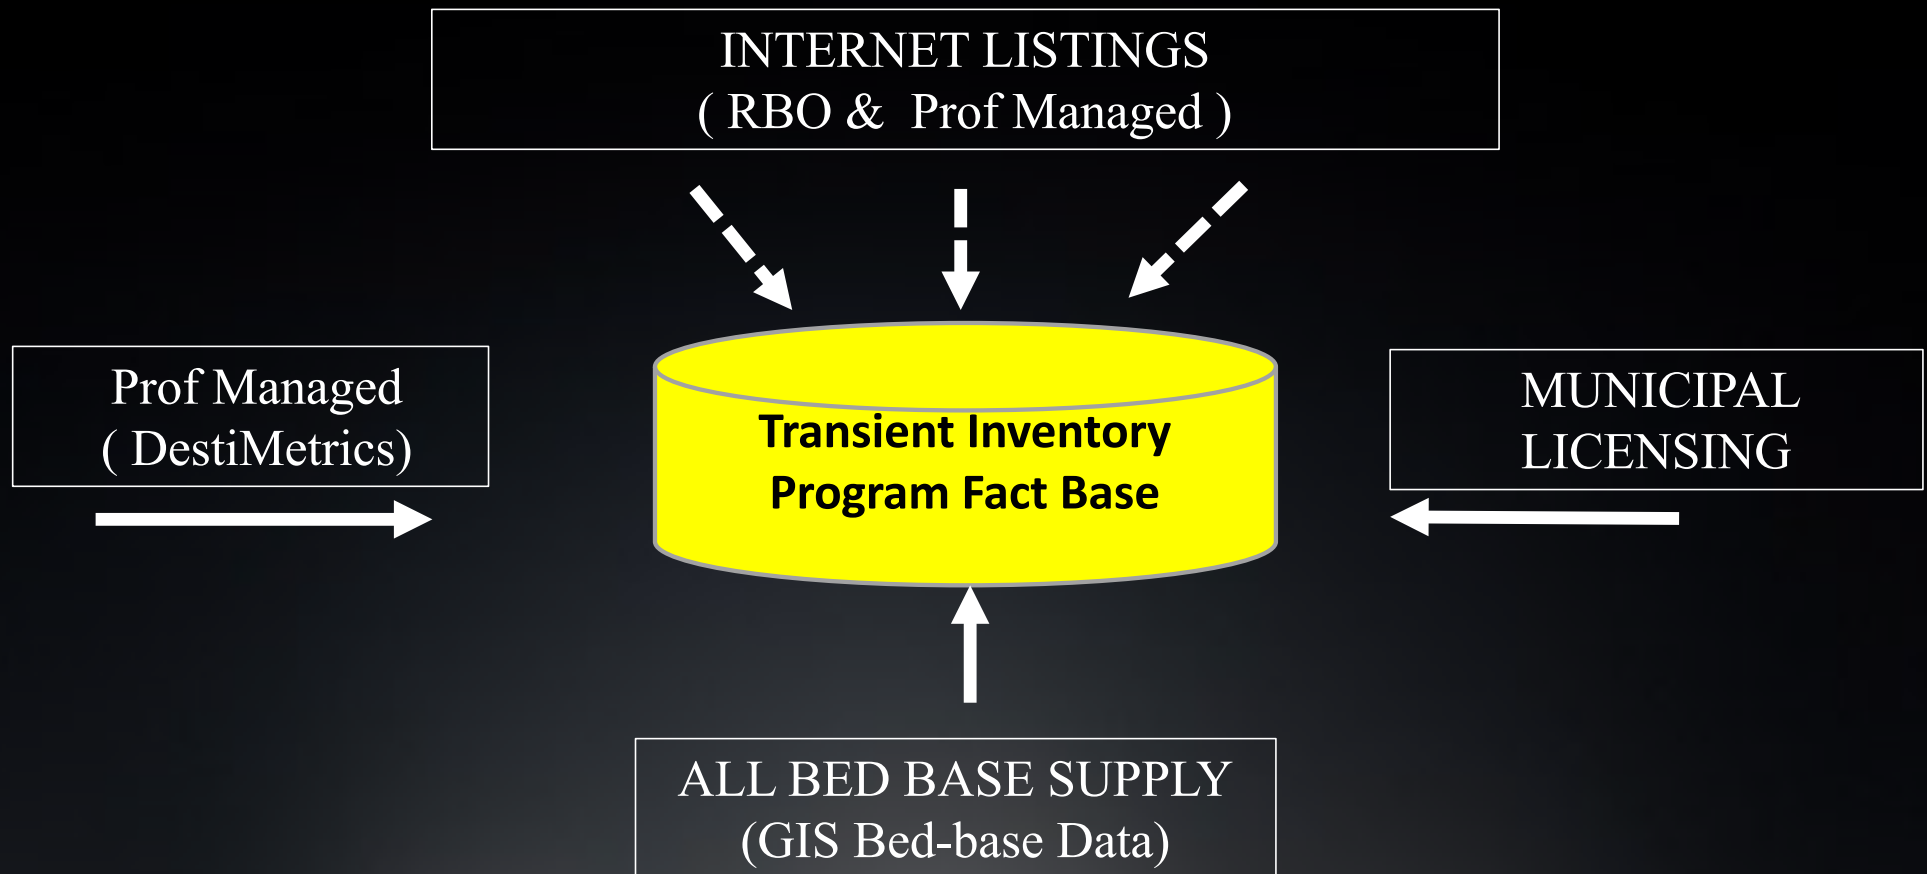 INTERNET LISTINGS
( RBO & Prof Managed )
Prof Managed
( DestiMetrics)
Transient Inventory
Program Fact Base
MUNICIPAL
LICENSING
ALL BED BASE SUPPLY
(GIS Bed-base Data)